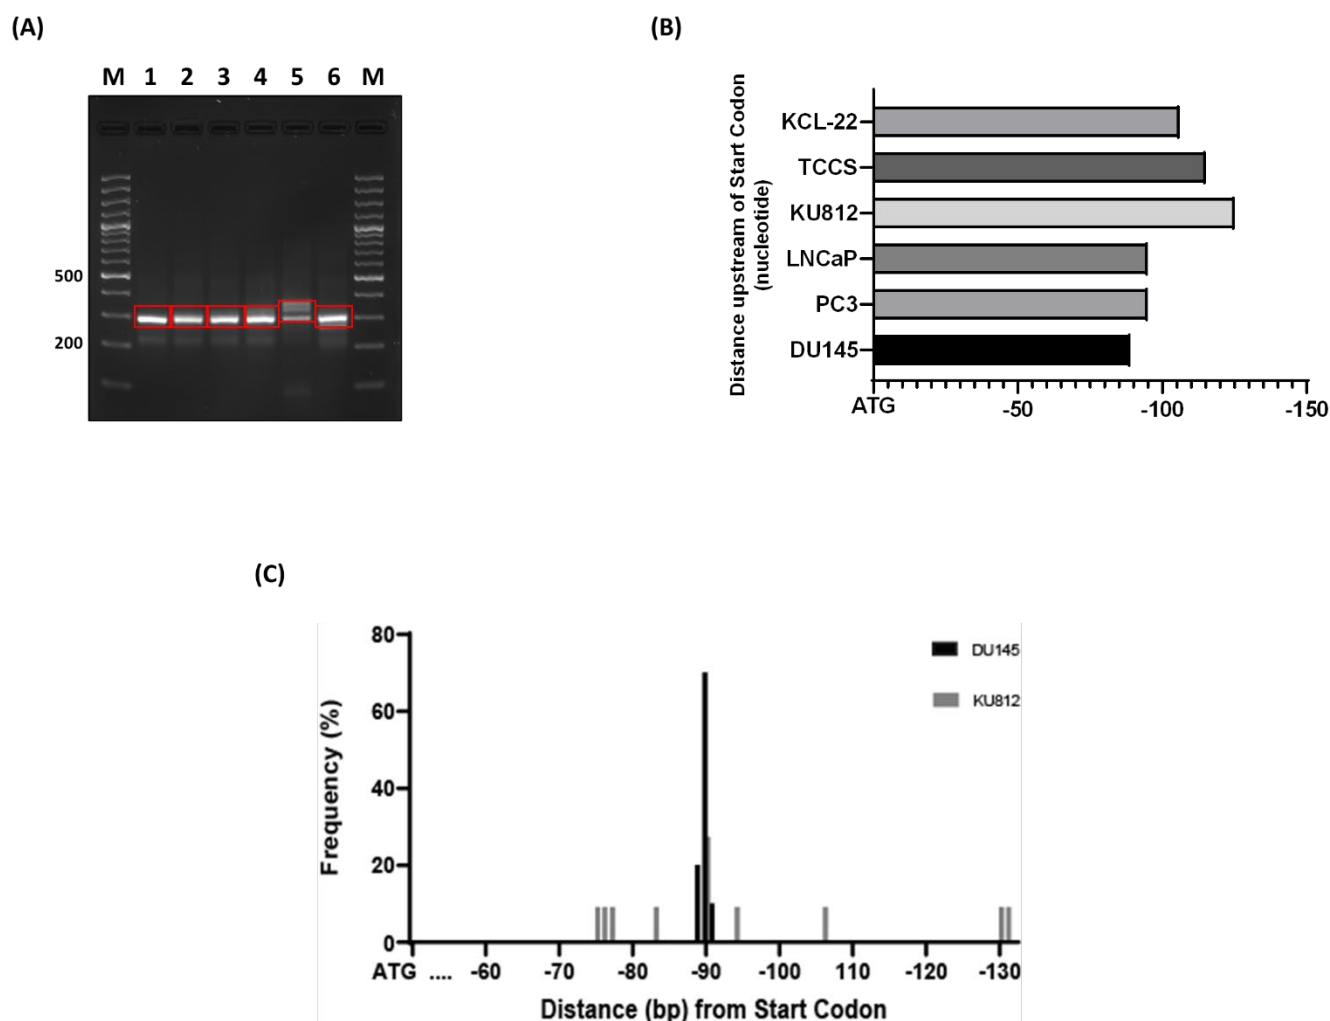 (A)
M 1 2 3 4 5 6 M
500
200
(B)
Distance upstream of Start Codon
(nucleotide)
KCL-22
TCCS
KU812
LNCaP
PC3
DU145
ATG -50 -100 -150
(C)
Frequency (%)
80
60
40
20
0
DU145
KU812
ATG .... -60 -70 -80 -90 -100 110 -120 -130
Distance (bp) from Start Codon